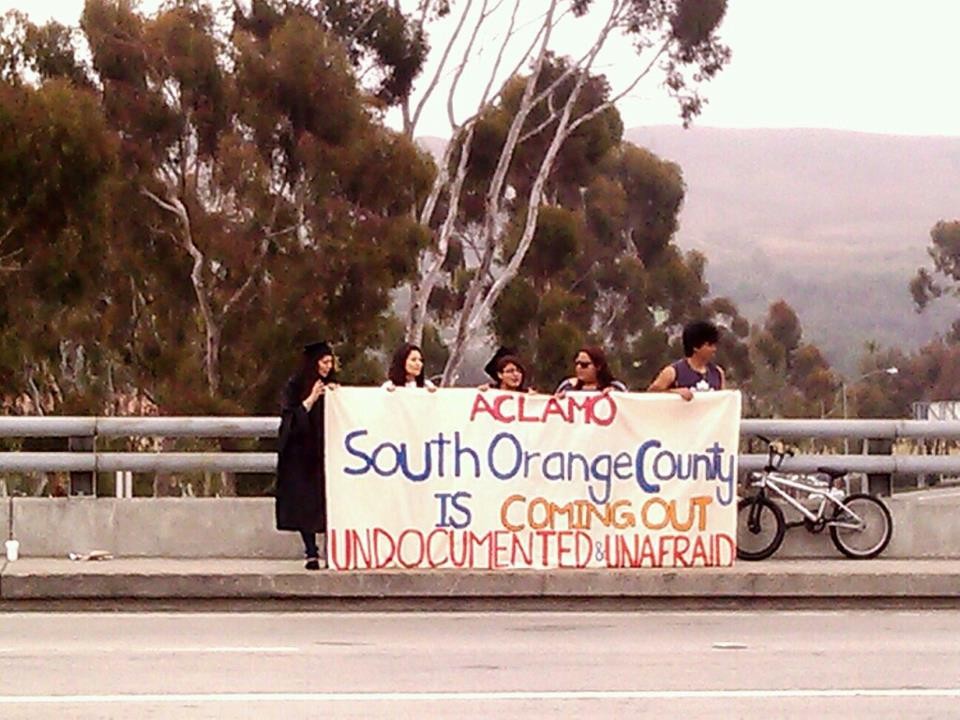 ACLAMO
South Orange County
IS COMING OUT
UNDOCUMENTED & UNAFRAID